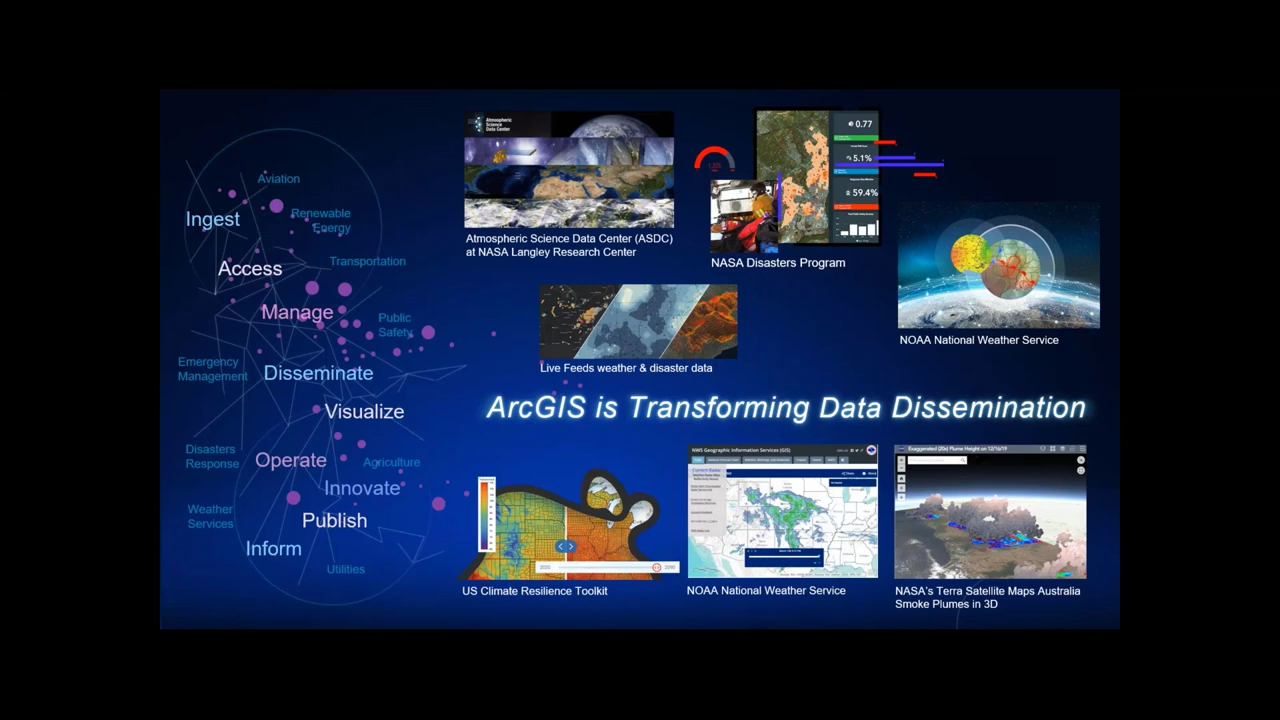 Aviation
Ingest
Renewable
Energy
Access
Transportation
Manage
Public
Safety
Emergency
Management
Disseminate
Visualize
Disasters
Response
Operate
Agriculture
Innovate
Weather
Services
Publish
Inform
Utilities
Atmospheric
Science
Data Center
Atmospheric Science Data Center (ASDC)
at NASA Langley Research Center
0.77
5.1%
59.4%
NASA Disasters Program
NOAA National Weather Service
Live Feeds weather & disaster data
ArcGIS is Transforming Data Dissemination
2020
2090
US Climate Resilience Toolkit
NWS Geographic Information Services (GIS)
NOAA National Weather Service
Exaggerated (20x) Plume Height on 12/16/19
NASA's Terra Satellite Maps Australia
Smoke Plumes in 3D